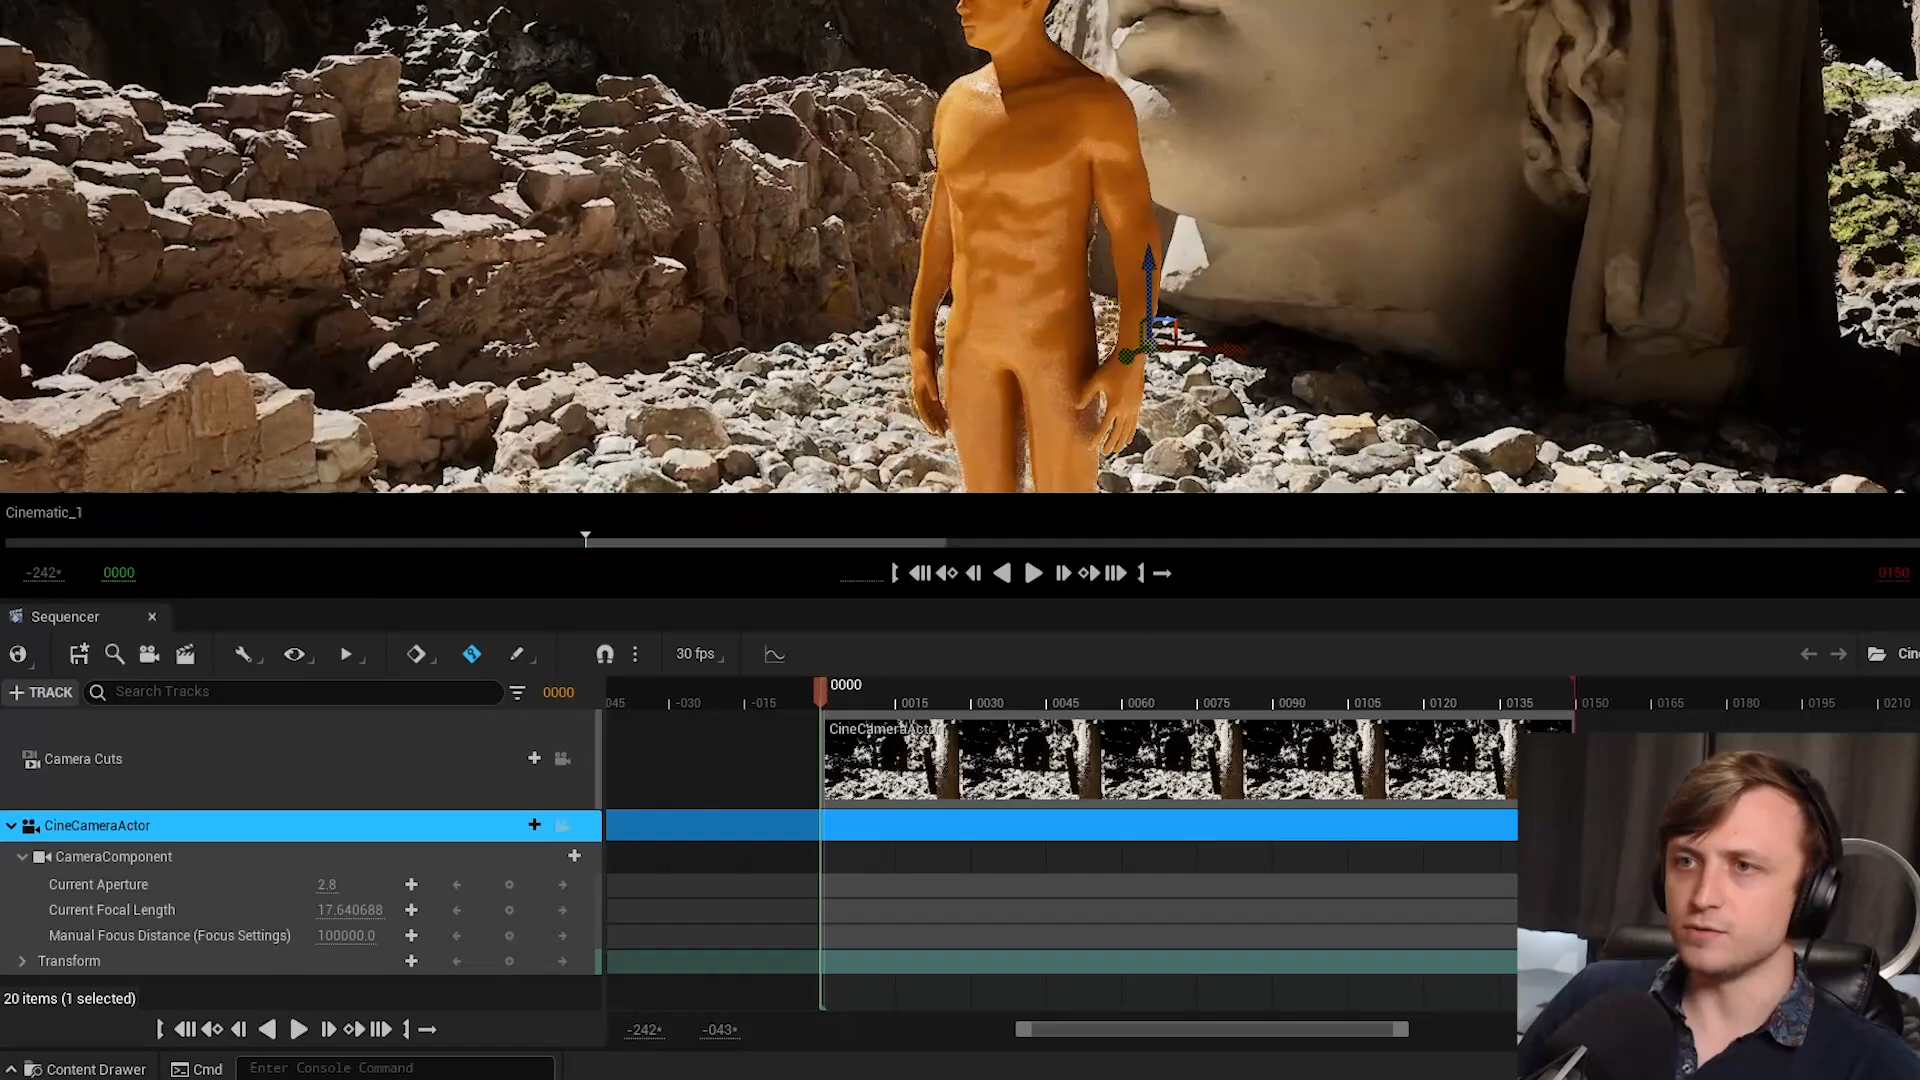 Cinematic_1
-242* 0000 0150
Sequencer
30 fps Cin
TRACK Search Tracks 0000
0000
045 -030 -015 0015 0030 0045 0060 0075 0090 0105 0120 0135 0150 0165 0180 0195 0210
CineCameraActor
Camera Cuts
CineCameraActor
CameraComponent
Current Aperture 2.8
Current Focal Length 17.640688
Manual Focus Distance (Focus Settings) 100000.0
Transform
20 items (1 selected)
-242* -043*
Content Drawer Cmd Enter Console Command